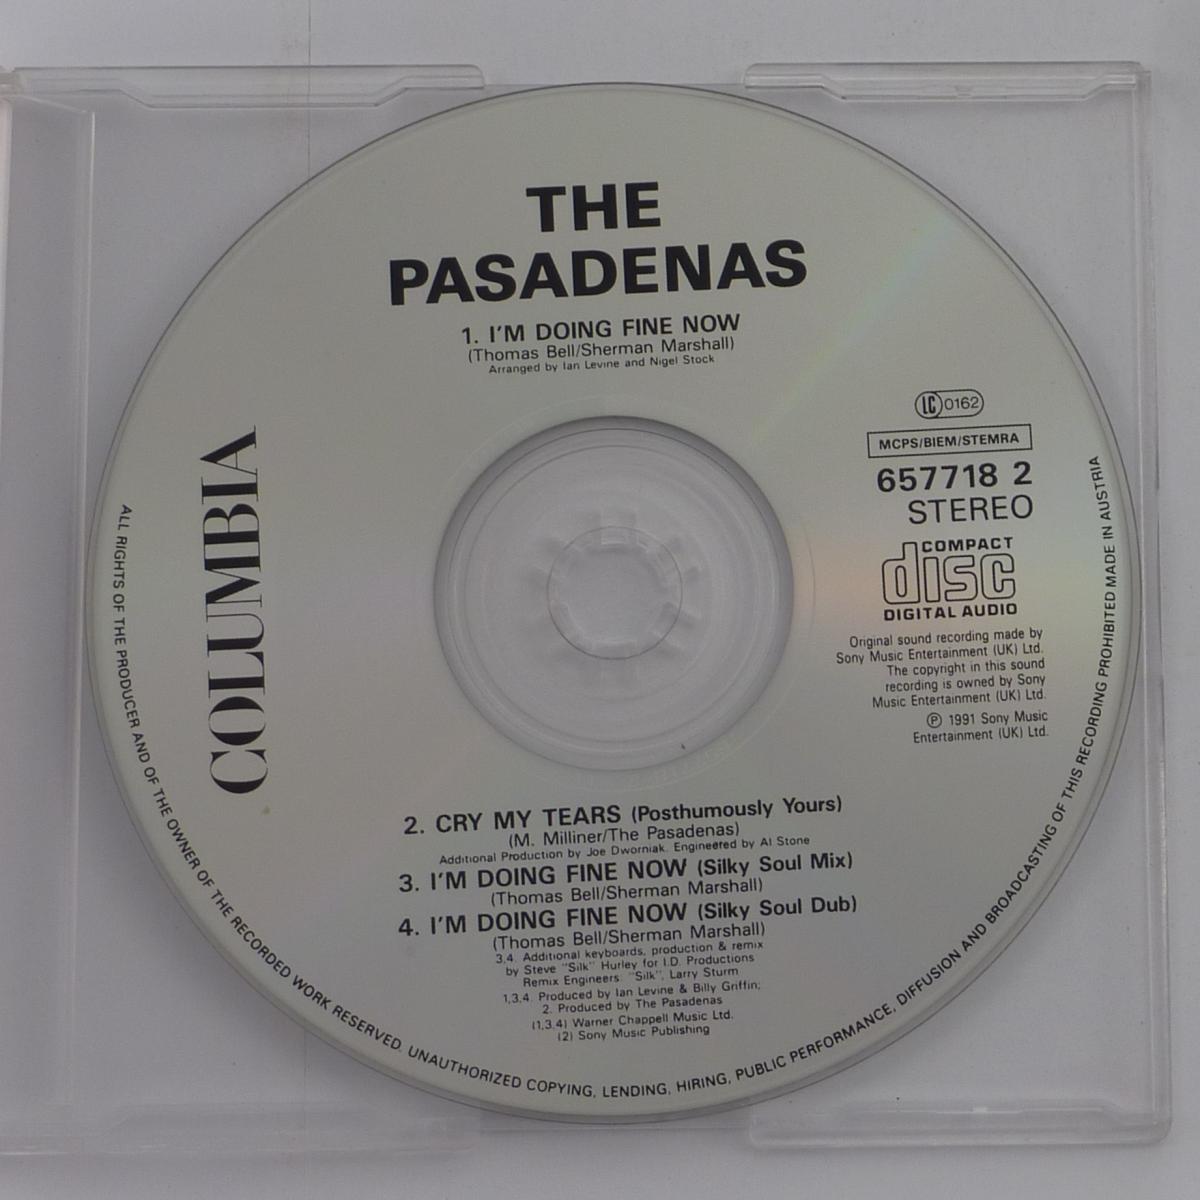 THE
PASADENAS
1. I'M DOING FINE NOW
(Thomas Bell/Sherman Marshall)
Arranged by Ian Levine and Nigel Stock
COLUMBIA
LC 0162
MCPS/BIEM/STEMRA
657718 2
STEREO
COMPACT
disc
DIGITAL AUDIO
Original sound recording made by
Sony Music Entertainment (UK) Ltd.
The copyright in this sound
recording is owned by Sony
Music Entertainment (UK) Ltd.
℗ 1991 Sony Music
Entertainment (UK) Ltd.
2. CRY MY TEARS (Posthumously Yours)
(M. Milliner/The Pasadenas)
Additional Production by Joe Dworniak. Engineered by Al Stone
3. I'M DOING FINE NOW (Silky Soul Mix)
(Thomas Bell/Sherman Marshall)
4. I'M DOING FINE NOW (Silky Soul Dub)
(Thomas Bell/Sherman Marshall)
3,4. Additional keyboards, production & remix
by Steve "Silk" Hurley for I.D. Productions
Remix Engineers: "Silk", Larry Sturm
1,3,4. Produced by Ian Levine & Billy Griffin;
2. Produced by The Pasadenas
(1,3,4) Warner Chappell Music Ltd.
(2) Sony Music Publishing
ALL RIGHTS OF THE PRODUCER AND OF THE OWNER OF THE RECORDED WORK RESERVED. UNAUTHORIZED COPYING, LENDING, HIRING, PUBLIC PERFORMANCE, DIFFUSION AND BROADCASTING OF THIS RECORDING PROHIBITED MADE IN AUSTRIA